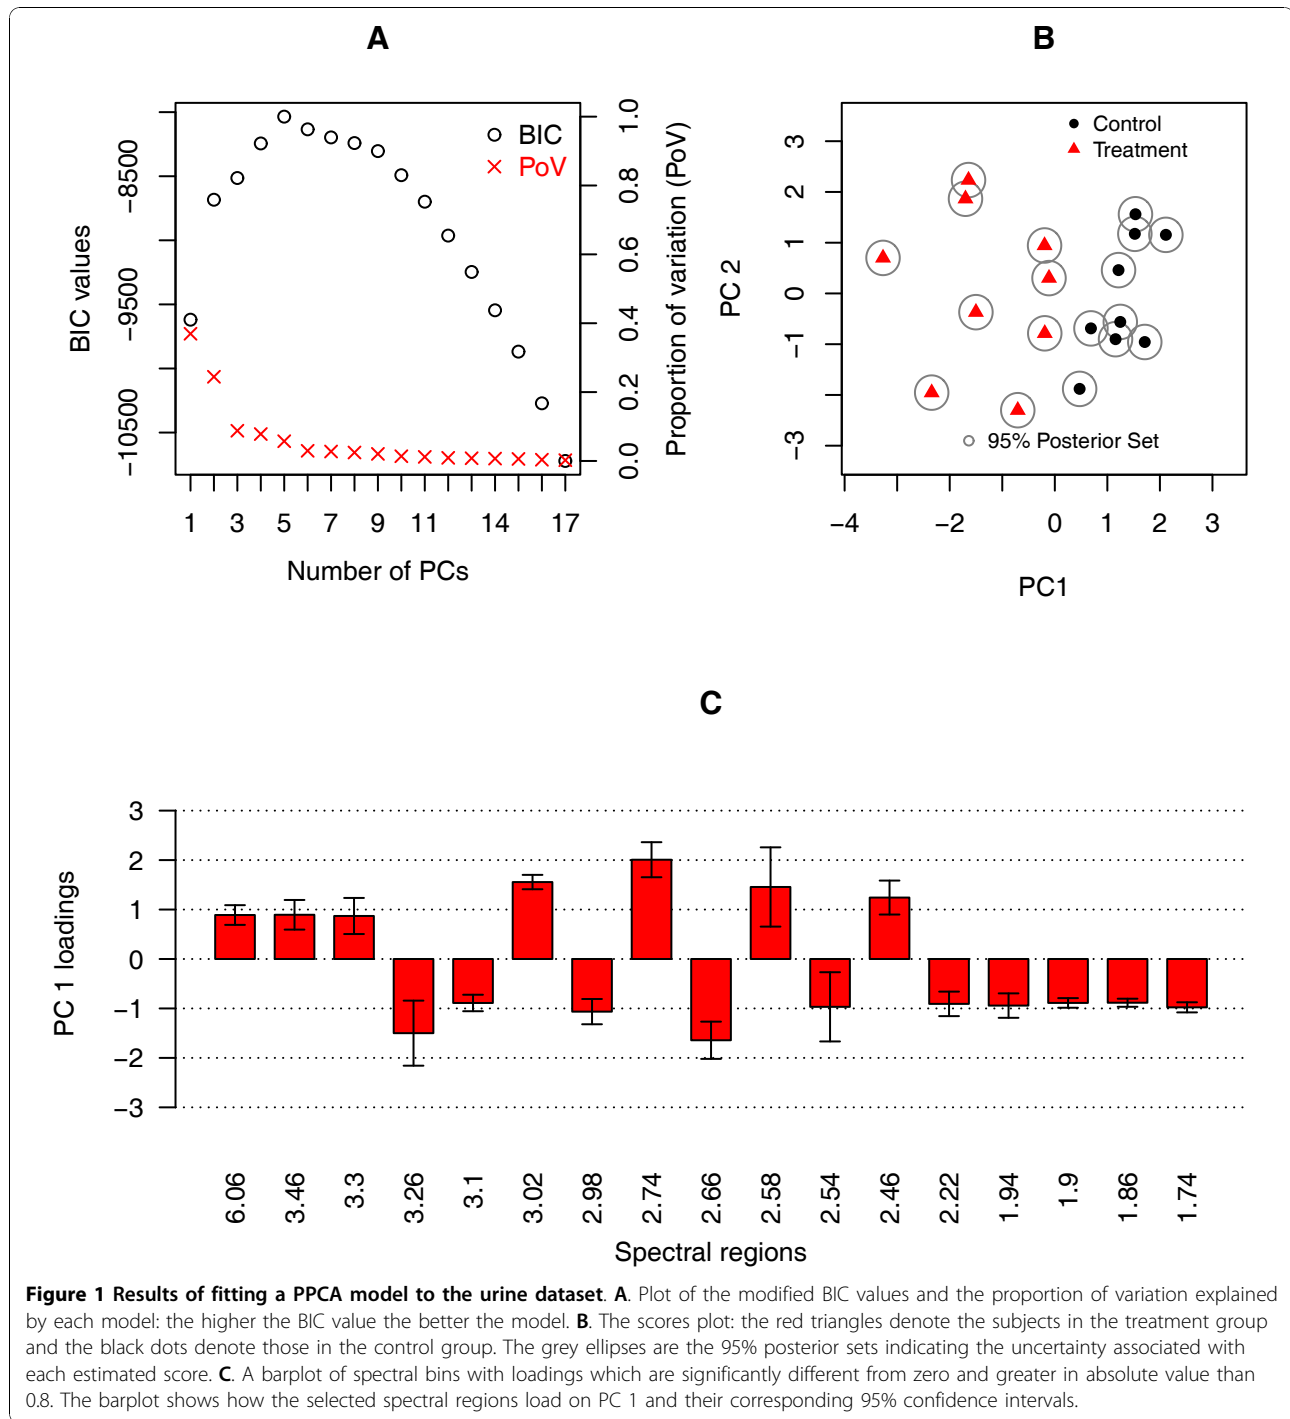 A
B
BIC values
−10500
−9500
−8500
BIC
PoV
0.0
0.2
0.4
0.6
0.8
1.0
Proportion of variation (PoV)
1 3 5 7 9 11 14 17
Number of PCs
PC 2
3
2
1
0
−1
−3
Control
Treatment
95% Posterior Set
−4 −2 0 1 2 3
PC1
C
PC 1 loadings
3
2
1
0
−1
−2
−3
6.06 3.46 3.3 3.26 3.1 3.02 2.98 2.74 2.66 2.58 2.54 2.46 2.22 1.94 1.9 1.86 1.74
Spectral regions
Figure 1 Results of fitting a PPCA model to the urine dataset. A. Plot of the modified BIC values and the proportion of variation explained
by each model: the higher the BIC value the better the model. B. The scores plot: the red triangles denote the subjects in the treatment group
and the black dots denote those in the control group. The grey ellipses are the 95% posterior sets indicating the uncertainty associated with
each estimated score. C. A barplot of spectral bins with loadings which are significantly different from zero and greater in absolute value than
0.8. The barplot shows how the selected spectral regions load on PC 1 and their corresponding 95% confidence intervals.